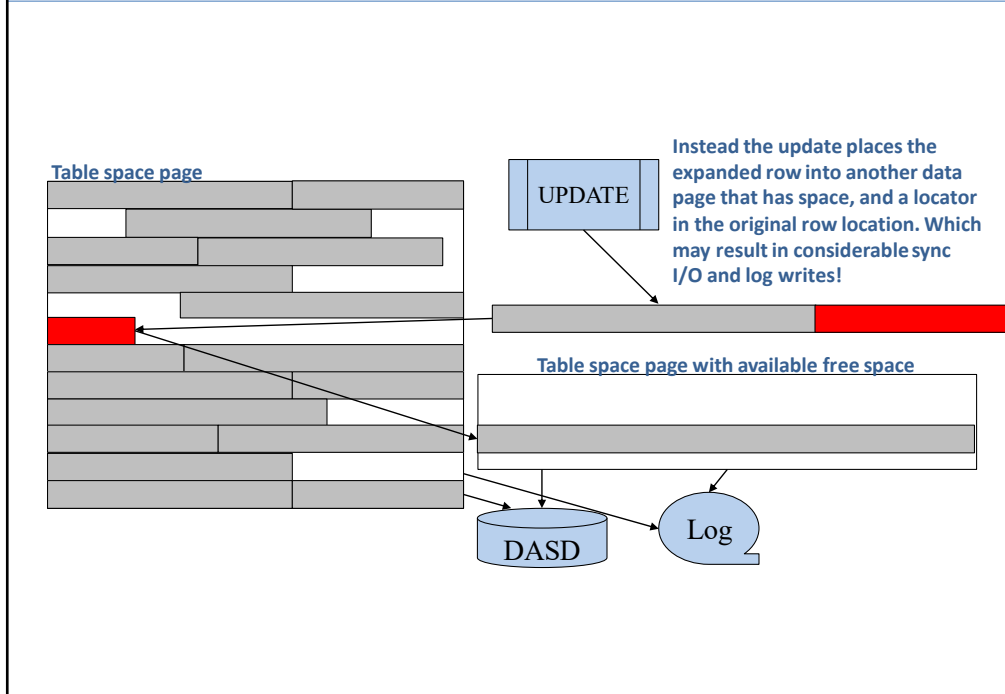 Table space page
UPDATE
Instead the update places the
expanded row into another data
page that has space, and a locator
in the original row location. Which
may result in considerable sync
I/O and log writes!
Table space page with available free space
DASD
Log